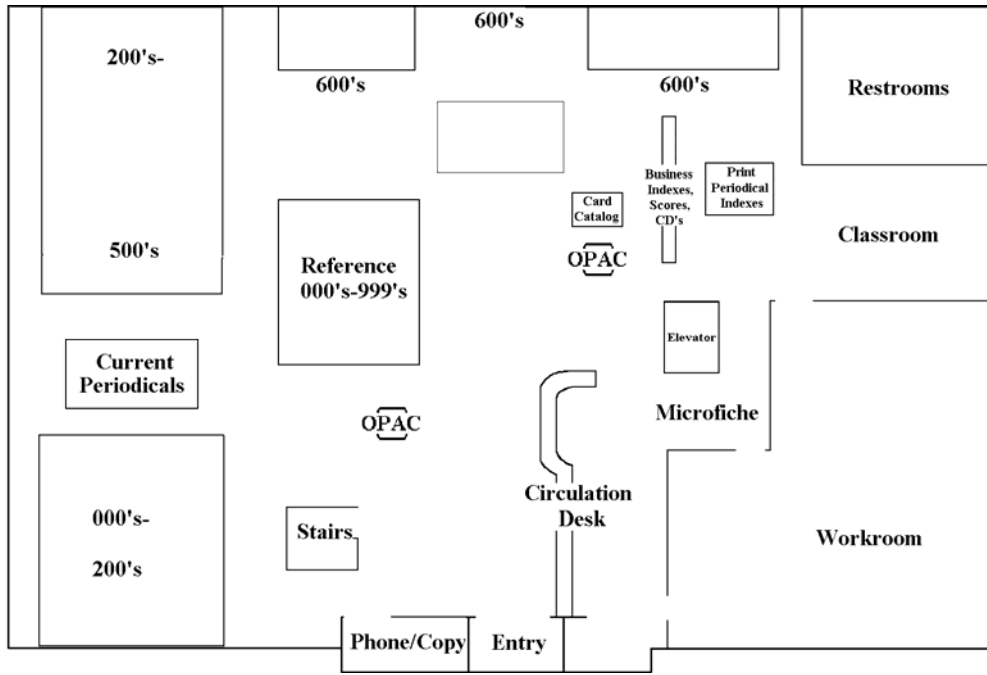 600's
200's-
600's
600's
Restrooms
Business
Indexes,
Scores,
CD's
Print
Periodical
Indexes
Card
Catalog
Classroom
500's
OPAC
Reference
000's-999's
Elevator
Current
Periodicals
Microfiche
OPAC
Circulation
Desk
000's-
200's
Stairs
Workroom
Phone/Copy
Entry